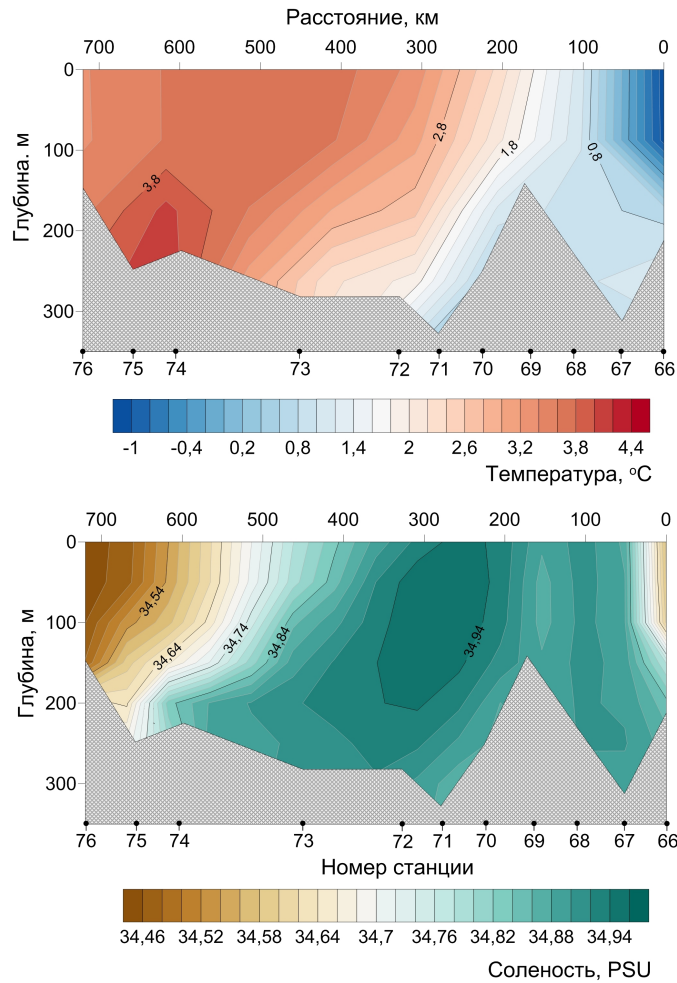 Расстояние, км
700 600 500 400 300 200 100 0
0
100
200
300
Глубина. м
3,8
2,8
1,8
0,8
76 75 74 73 72 71 70 69 68 67 66
-1 -0,4 0,2 0,8 1,4 2 2,6 3,2 3,8 4,4
Температура, °C
700 600 500 400 300 200 100 0
0
100
200
300
Глубина, м
34,54
34,64
34,74
34,84
34,94
76 75 74 73 72 71 70 69 68 67 66
Номер станции
34,46 34,52 34,58 34,64 34,7 34,76 34,82 34,88 34,94
Соленость, PSU